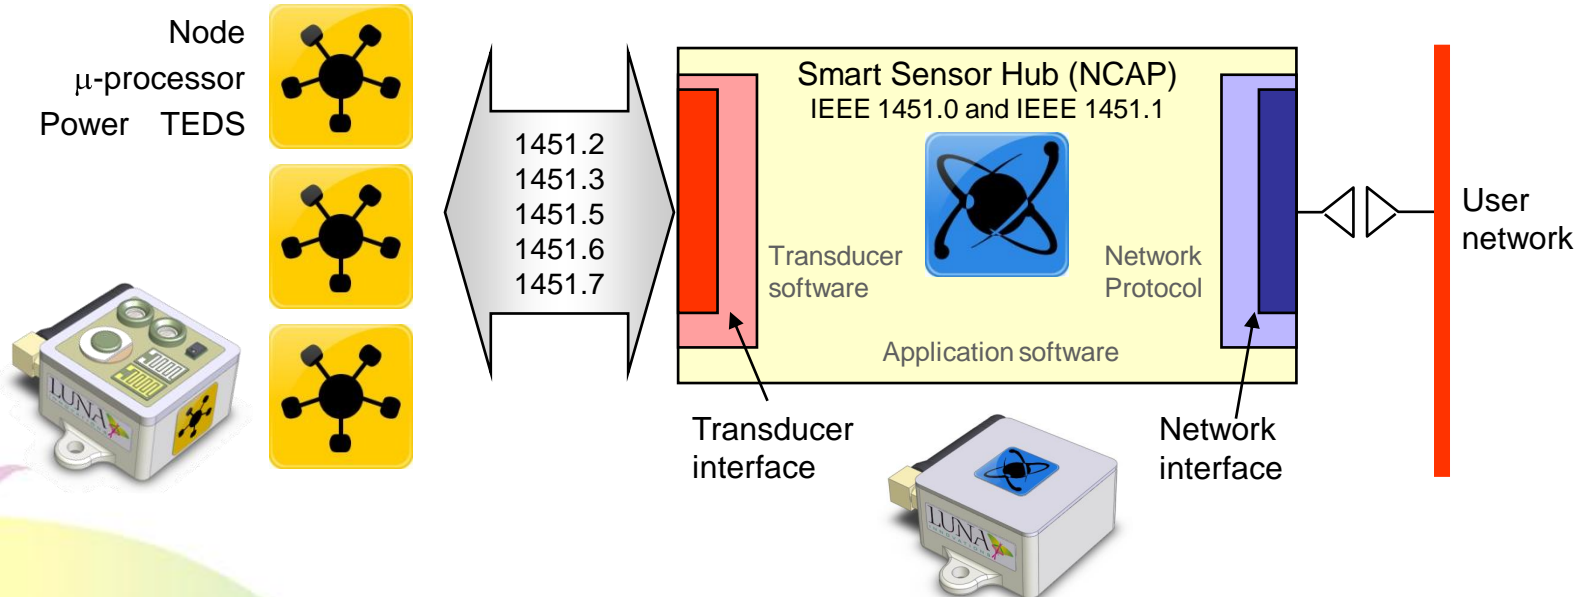 Node
μ-processor
Power TEDS
1451.2
1451.3
1451.5
1451.6
1451.7
Smart Sensor Hub (NCAP)
IEEE 1451.0 and IEEE 1451.1
Transducer
software
Network
Protocol
Application software
User
network
Transducer
interface
Network
interface
LUNA
LUNA
INNOVATIONS